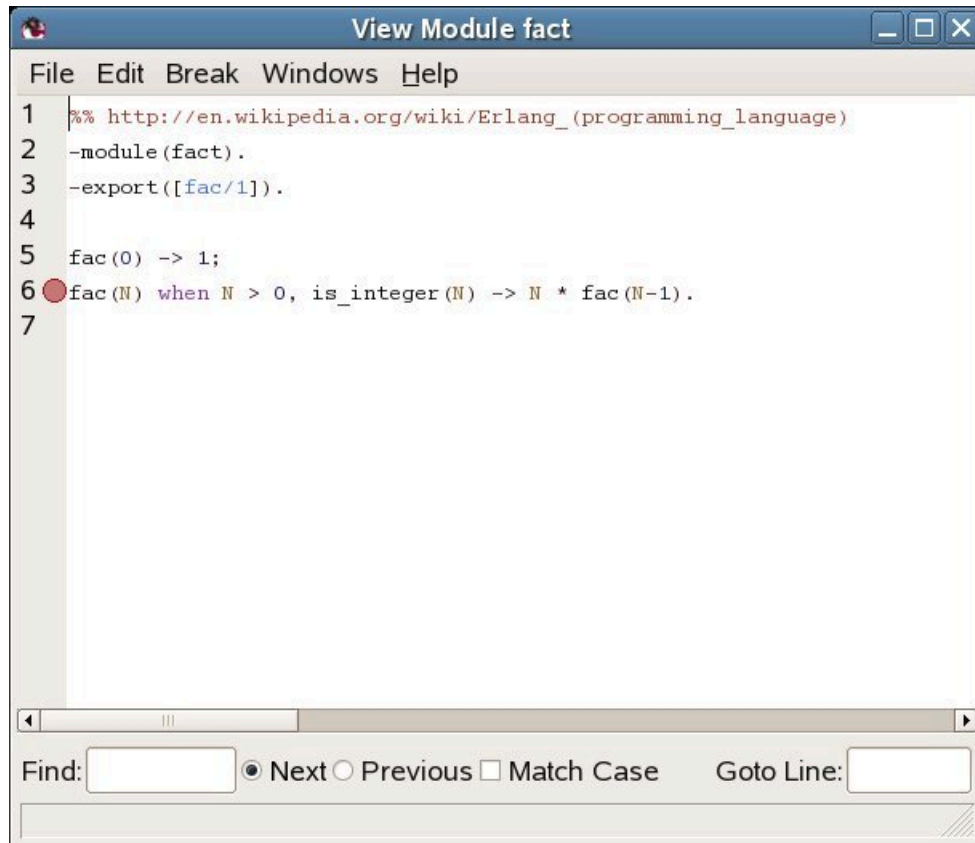 View Module fact
File Edit Break Windows Help
1 %% http://en.wikipedia.org/wiki/Erlang_(programming_language)
2 -module(fact).
3 -export([fac/1]).
4
5 fac(0) -> 1;
6 fac(N) when N > 0, is_integer(N) -> N * fac(N-1).
7
Find: Next Previous Match Case Goto Line: